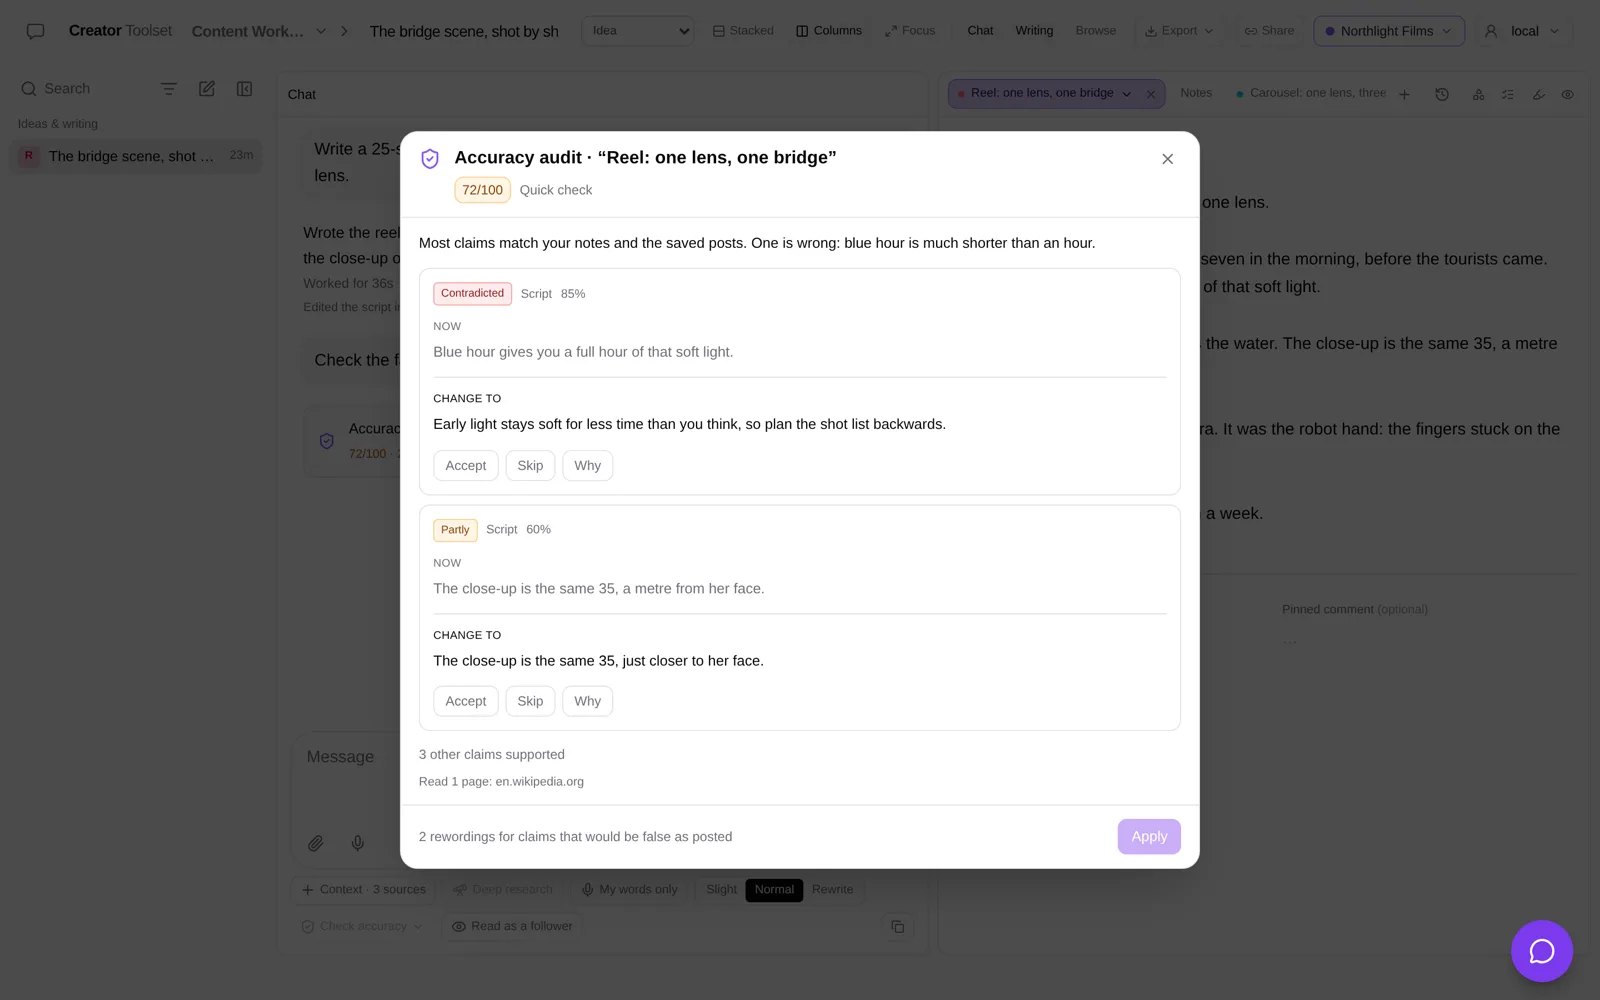 Creator Toolset Content Work... The bridge scene, shot by sh Idea Stacked Columns Focus Chat Writing Browse Export Share Northlight Films local
Search
Ideas & writing
R The bridge scene, shot ... 23m
Chat
Write a 25-s
lens.
Wrote the reel
the close-up o
Worked for 36s
Edited the script i
Check the f
Accurac
72/100 ·
Message
Context · 3 sources Deep research My words only Slight Normal Rewrite
Check accuracy Read as a follower
Reel: one lens, one bridge Notes Carousel: one lens, three
one lens.
seven in the morning, before the tourists came.
of that soft light.
the water. The close-up is the same 35, a metre
ra. It was the robot hand: the fingers stuck on the
a week.
Pinned comment (optional)
...
Accuracy audit · “Reel: one lens, one bridge”
72/100 Quick check
Most claims match your notes and the saved posts. One is wrong: blue hour is much shorter than an hour.
Contradicted Script 85%
NOW
Blue hour gives you a full hour of that soft light.
CHANGE TO
Early light stays soft for less time than you think, so plan the shot list backwards.
Accept Skip Why
Partly Script 60%
NOW
The close-up is the same 35, a metre from her face.
CHANGE TO
The close-up is the same 35, just closer to her face.
Accept Skip Why
3 other claims supported
Read 1 page: en.wikipedia.org
2 rewordings for claims that would be false as posted
Apply